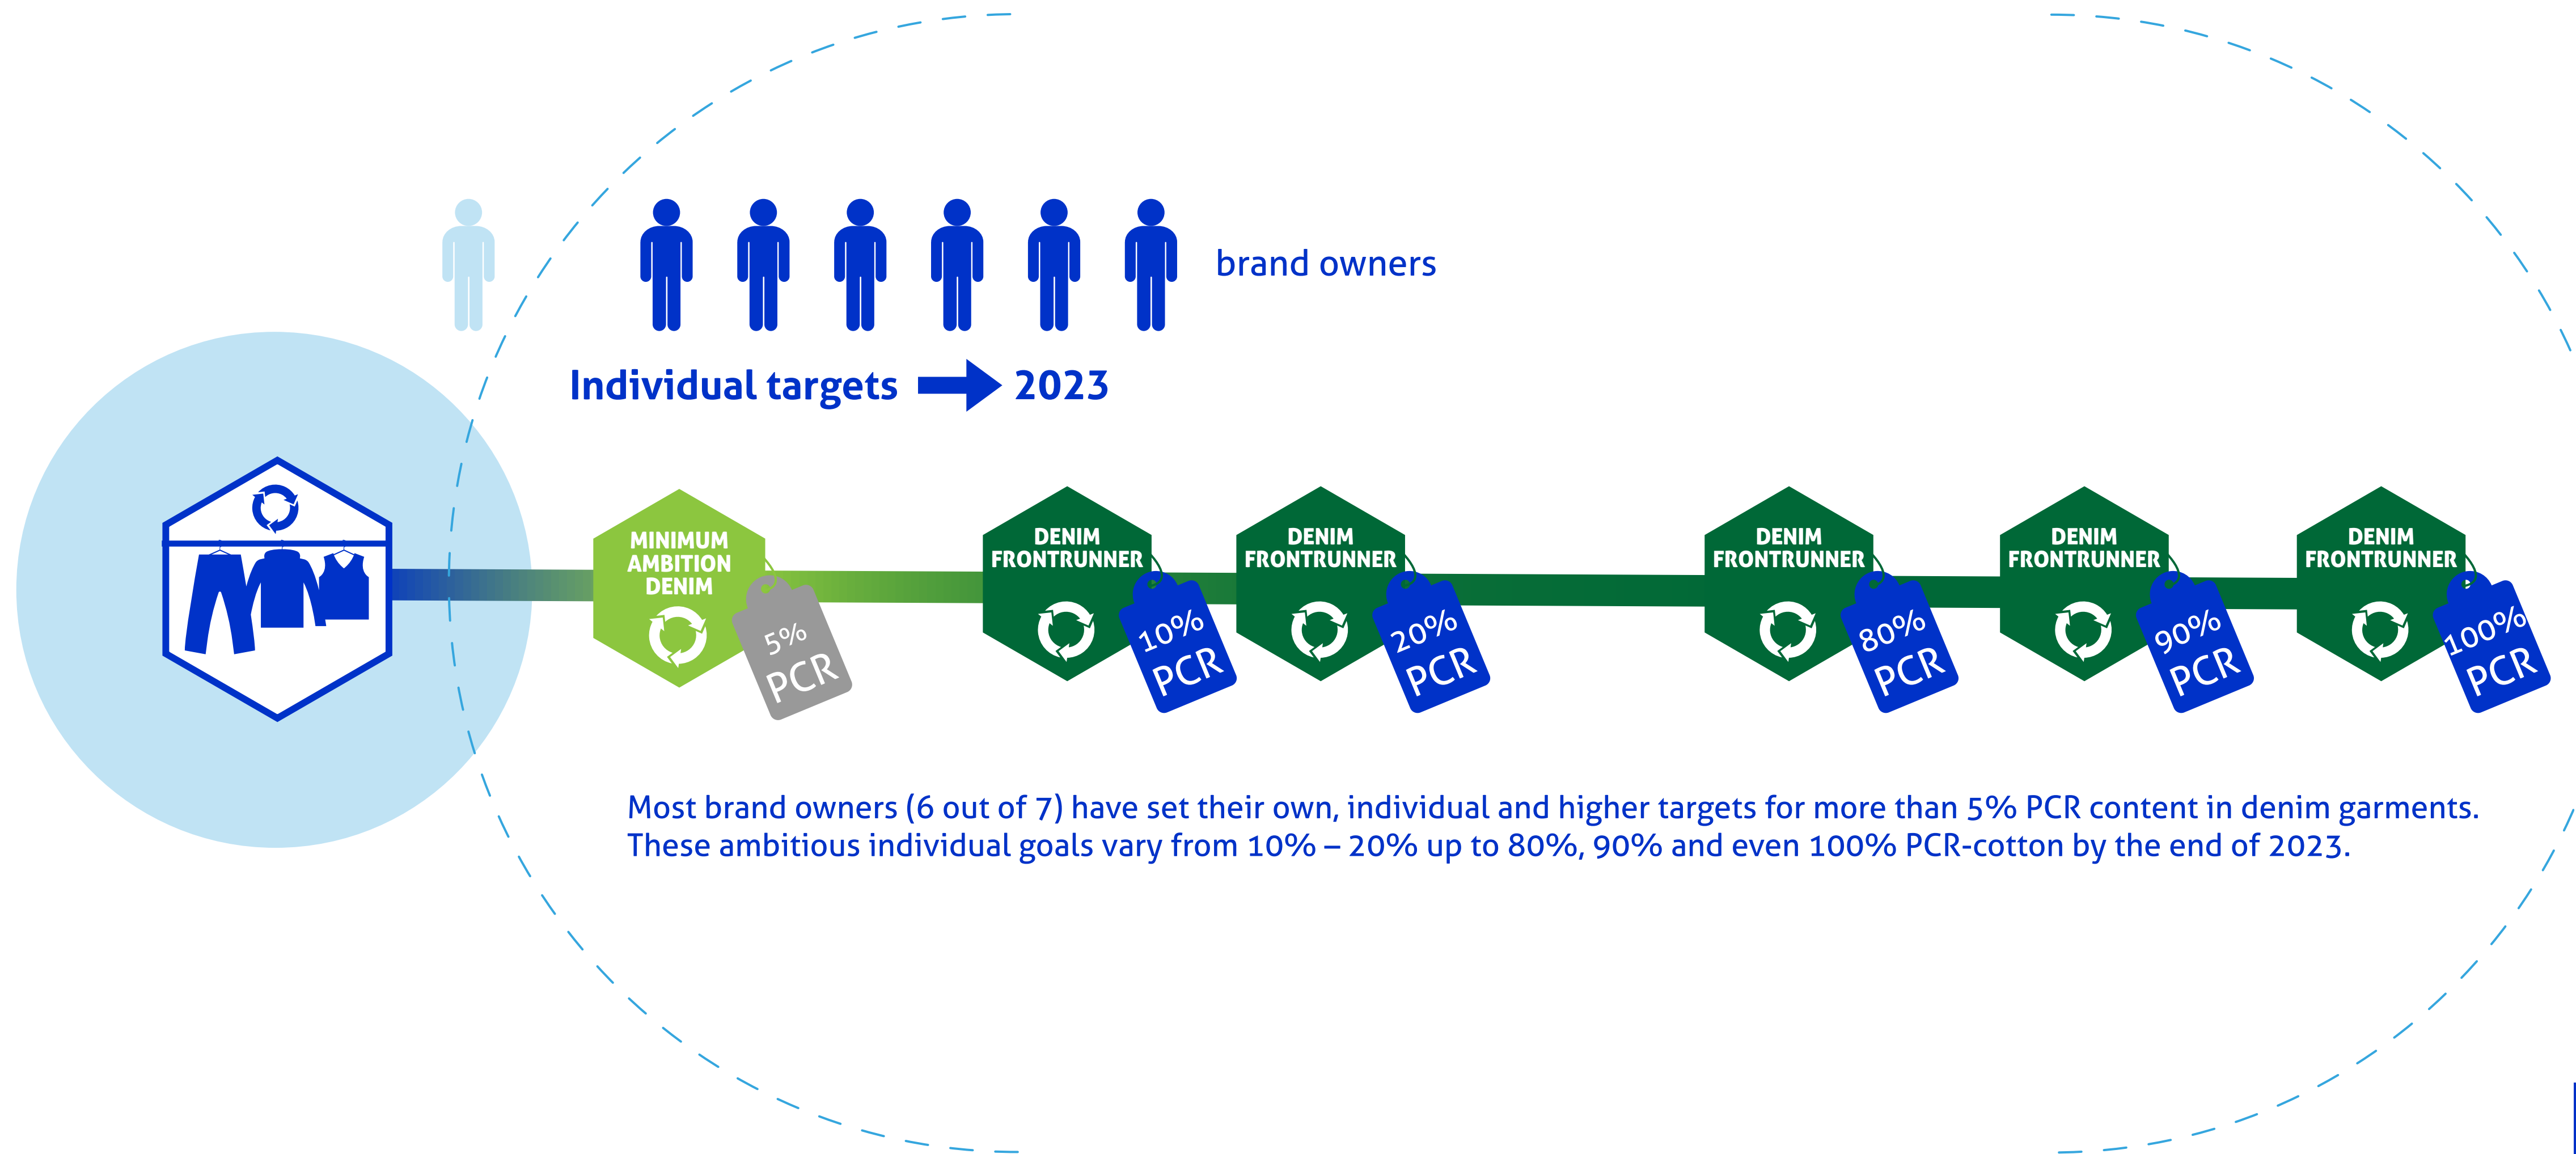 brand owners
Individual targets 2023
MINIMUM
AMBITION
DENIM
5%
PCR
DENIM
FRONTRUNNER
10%
PCR
DENIM
FRONTRUNNER
20%
PCR
DENIM
FRONTRUNNER
80%
PCR
DENIM
FRONTRUNNER
90%
PCR
DENIM
FRONTRUNNER
100%
PCR
Most brand owners (6 out of 7) have set their own, individual and higher targets for more than 5% PCR content in denim garments.
These ambitious individual goals vary from 10% – 20% up to 80%, 90% and even 100% PCR-cotton by the end of 2023.